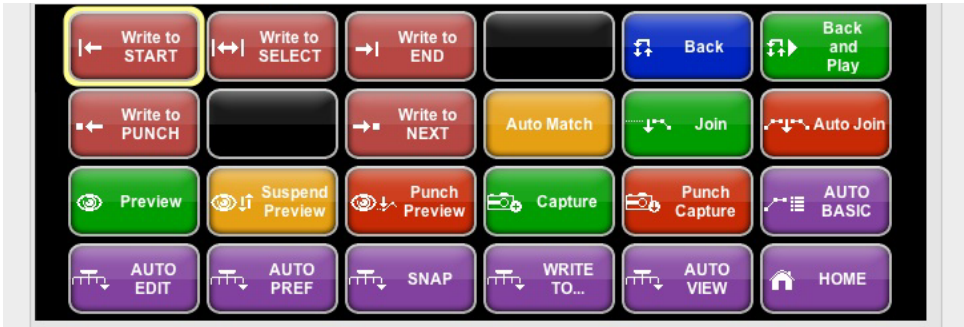 Write to
START
Write to
SELECT
Write to
END
Back
Back
and
Play
Write to
PUNCH
Write to
NEXT
Auto Match
Join
Auto Join
Preview
Suspend
Preview
Punch
Preview
Capture
Punch
Capture
AUTO
BASIC
AUTO
EDIT
AUTO
PREF
SNAP
WRITE
TO...
AUTO
VIEW
HOME